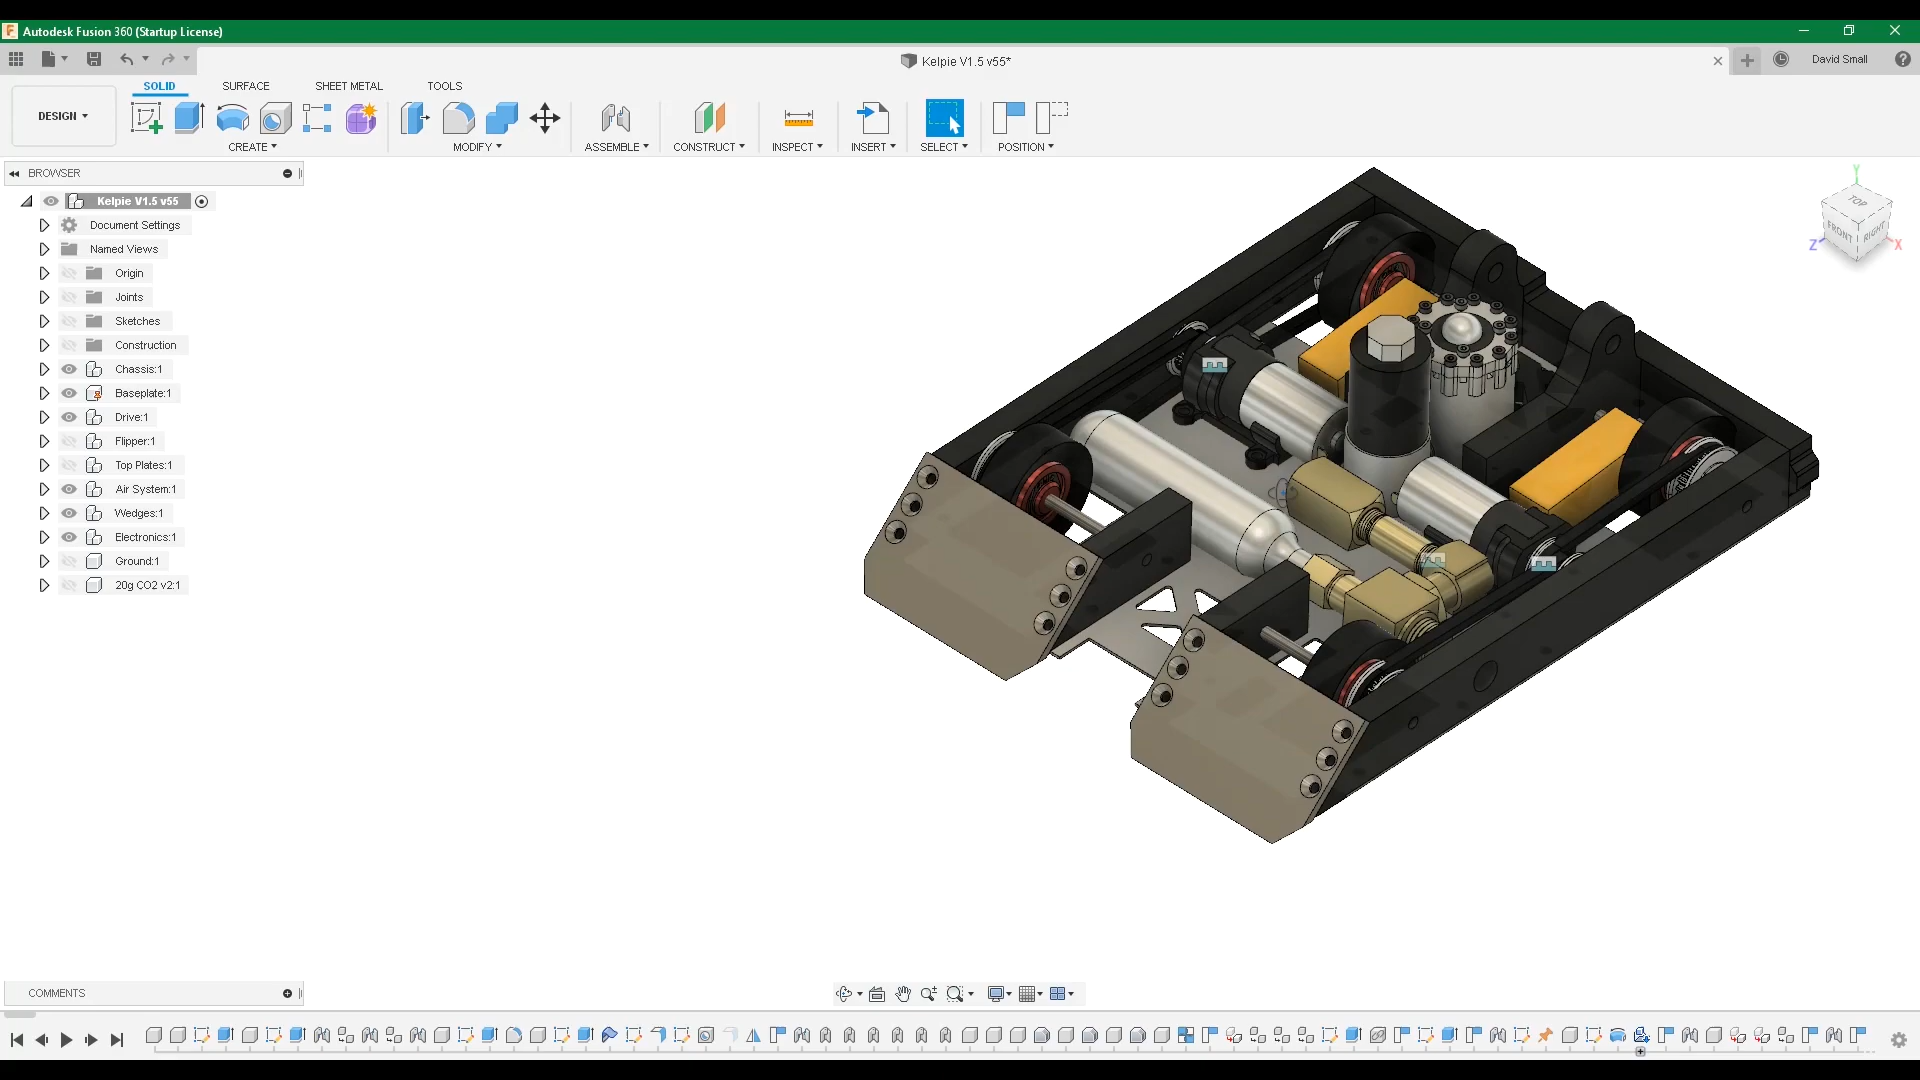 Autodesk Fusion 360 (Startup License)
Kelpie V1.5 v55*
David Small
SOLID SURFACE SHEET METAL TOOLS
DESIGN
CREATE MODIFY ASSEMBLE CONSTRUCT INSPECT INSERT SELECT POSITION
BROWSER
Kelpie V1.5 v55
Document Settings
Named Views
Origin
Joints
Sketches
Construction
Chassis:1
Baseplate:1
Drive:1
Flipper:1
Top Plates:1
Air System:1
Wedges:1
Electronics:1
Ground:1
20g CO2 v2:1
Y
TOP
FRONT RIGHT
Z X
COMMENTS